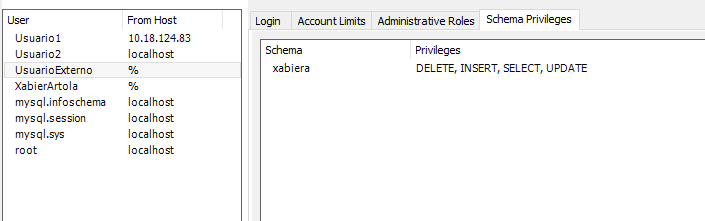 User From Host
Usuario1 10.18.124.83
Usuario2 localhost
UsuarioExterno %
XabierArtola %
mysql.infoschema localhost
mysql.session localhost
mysql.sys localhost
root localhost
Login Account Limits Administrative Roles Schema Privileges
Schema Privileges
xabiera DELETE, INSERT, SELECT, UPDATE